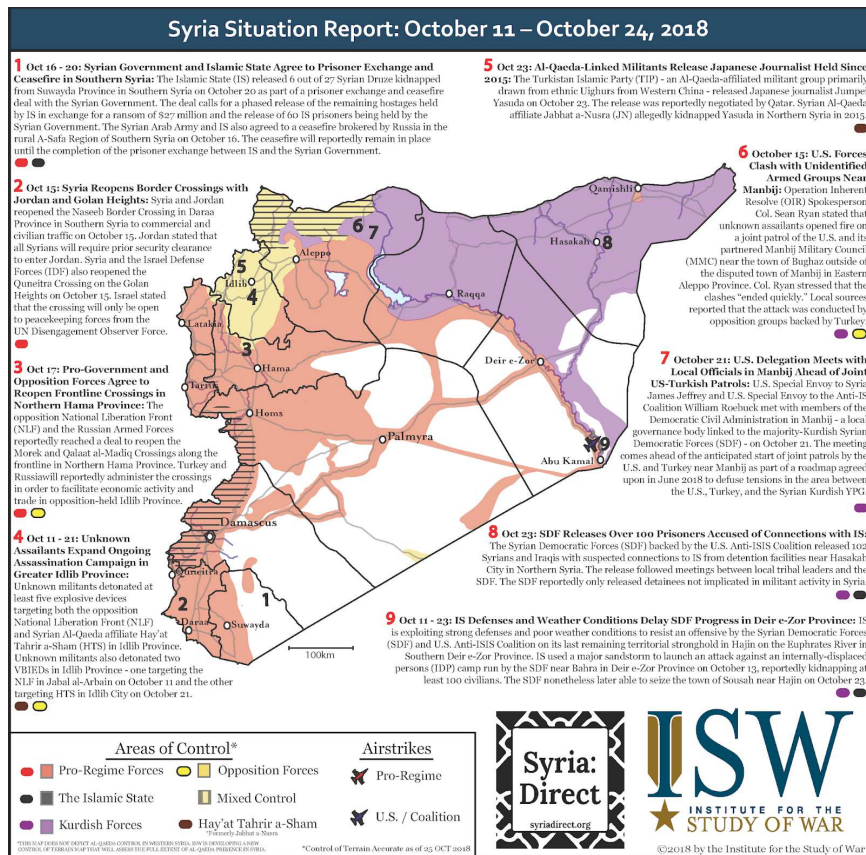 Syria Situation Report: October 11 – October 24, 2018
1 Oct 16 - 20: Syrian Government and Islamic State Agree to Prisoner Exchange and
Ceasefire in Southern Syria: The Islamic State (IS) released 6 out of 27 Syrian Druze kidnapped
from Suwayda Province in Southern Syria on October 20 as part of a prisoner exchange and ceasefire
deal with the Syrian Government. The deal calls for a phased release of the remaining hostages held
by IS in exchange for a ransom of $27 million and the release of 60 IS prisoners being held by the
Syrian Government. The Syrian Arab Army and IS also agreed to a ceasefire brokered by Russia in the
rural A-Safa Region of Southern Syria on October 16. The ceasefire will reportedly remain in place
until the completion of the prisoner exchange between IS and the Syrian Government.
2 Oct 15: Syria Reopens Border Crossings with
Jordan and Golan Heights: Syria and Jordan
reopened the Naseeb Border Crossing in Daraa
Province in Southern Syria to commercial and
civilian traffic on October 15. Jordan stated that
all Syrians will require prior security clearance
to enter Jordan. Syria and the Israel Defense
Forces (IDF) also reopened the
Quneitra Crossing on the Golan
Heights on October 15. Israel stated
that the crossing will only be open
to peacekeeping forces from the
UN Disengagement Observer Force.
3 Oct 17: Pro-Government and
Opposition Forces Agree to
Reopen Frontline Crossings in
Northern Hama Province: The
opposition National Liberation Front
(NLF) and the Russian Armed Forces
reportedly reached a deal to reopen the
Morek and Qalaat al-Madiq Crossings along the
frontline in Northern Hama Province. Turkey and
Russiawill reportedly administer the crossings
in order to facilitate economic activity and
trade in opposition-held Idlib Province.
4 Oct 11 - 21: Unknown
Assailants Expand Ongoing
Assassination Campaign in
Greater Idlib Province:
Unknown militants detonated at
least five explosive devices
targeting both the opposition
National Liberation Front (NLF)
and Syrian Al-Qaeda affiliate Hay'at
Tahrir a-Sham (HTS) in Idlib Province.
Unknown militants also detonated two
VBIEDs in Idlib Province - one targeting the
NLF in Jabal al-Arbain on October 11 and the other
targeting HTS in Idlib City on October 21.
5 Oct 23: Al-Qaeda-Linked Militants Release Japanese Journalist Held Since
2015: The Turkistan Islamic Party (TIP) - an Al-Qaeda-affiliated militant group primarily
drawn from ethnic Uighurs from Western China - released Japanese journalist Jumpei
Yasuda on October 23. The release was reportedly negotiated by Qatar. Syrian Al-Qaeda
affiliate Jabhat a-Nusra (JN) allegedly kidnapped Yasuda in Northern Syria in 2015.
6 October 15: U.S. Forces
Clash with Unidentified
Armed Groups Near
Manbij: Operation Inherent
Resolve (OIR) Spokesperson
Col. Sean Ryan stated that
unknown assailants opened fire on
a joint patrol of the U.S. and its
partnered Manbij Military Council
(MMC) near the town of Bughaz outside of
the disputed town of Manbij in Eastern
Aleppo Province. Col. Ryan stressed that the
clashes "ended quickly." Local sources
reported that the attack was conducted by
opposition groups backed by Turkey.
7 October 21: U.S. Delegation Meets with
Local Officials in Manbij Ahead of Joint
US-Turkish Patrols: U.S. Special Envoy to Syria
James Jeffrey and U.S. Special Envoy to the Anti-IS
Coalition William Roebuck met with members of the
Democratic Civil Administration in Manbij - a local
governance body linked to the majority-Kurdish Syrian
Democratic Forces (SDF) - on October 21. The meeting
comes ahead of the anticipated start of joint patrols by the
U.S. and Turkey near Manbij as part of a roadmap agreed
upon in June 2018 to defuse tensions in the area between
the U.S., Turkey, and the Syrian Kurdish YPG.
8 Oct 23: SDF Releases Over 100 Prisoners Accused of Connections with IS:
The Syrian Democratic Forces (SDF) backed by the U.S. Anti-ISIS Coalition released 102
Syrians and Iraqis with suspected connections to IS from detention facilities near Hasakah
City in Northern Syria. The release followed meetings between local tribal leaders and the
SDF. The SDF reportedly only released detainees not implicated in militant activity in Syria.
9 Oct 11 - 23: IS Defenses and Weather Conditions Delay SDF Progress in Deir e-Zor Province: IS
is exploiting strong defenses and poor weather conditions to resist an offensive by the Syrian Democratic Forces
(SDF) and U.S. Anti-ISIS Coalition on its last remaining territorial stronghold in Hajin on the Euphrates River in
Southern Deir e-Zor Province. IS used a major sandstorm to launch an attack against an internally-displaced
persons (IDP) camp run by the SDF near Bahra in Deir e-Zor Province on October 13, reportedly kidnapping at
least 100 civilians. The SDF nonetheless later able to seize the town of Sousah near Hajin on October 23.
Qamishli
6
7
Hasakah
8
Aleppo
5
Idlib
4
Raqqa
Latakia
3
Hama
Deir e-Zor
Tartus
Homs
Palmyra
9
Abu Kamal
Damascus
Quneitra
2
1
Daraa
Suwayda
100km
Areas of Control*
Pro-Regime Forces
Opposition Forces
The Islamic State
Mixed Control
Kurdish Forces
Hay'at Tahrir a-Sham
*Formerly Jabhat a-Nusra
Airstrikes
Pro-Regime
U.S. / Coalition
*THIS MAP DOES NOT DEPICT AL-QAEDA CONTROL IN WESTERN SYRIA. ISW IS DEVELOPING A NEW
CONTROL OF TERRAIN MAP THAT WILL ASSESS THE FULL EXTENT OF AL-QAEDA PRESENCE IN SYRIA.
*Control of Terrain Accurate as of 25 OCT 2018
Syria:
Direct
syriadirect.org
ISW
INSTITUTE FOR THE
STUDY OF WAR
©2018 by the Institute for the Study of War